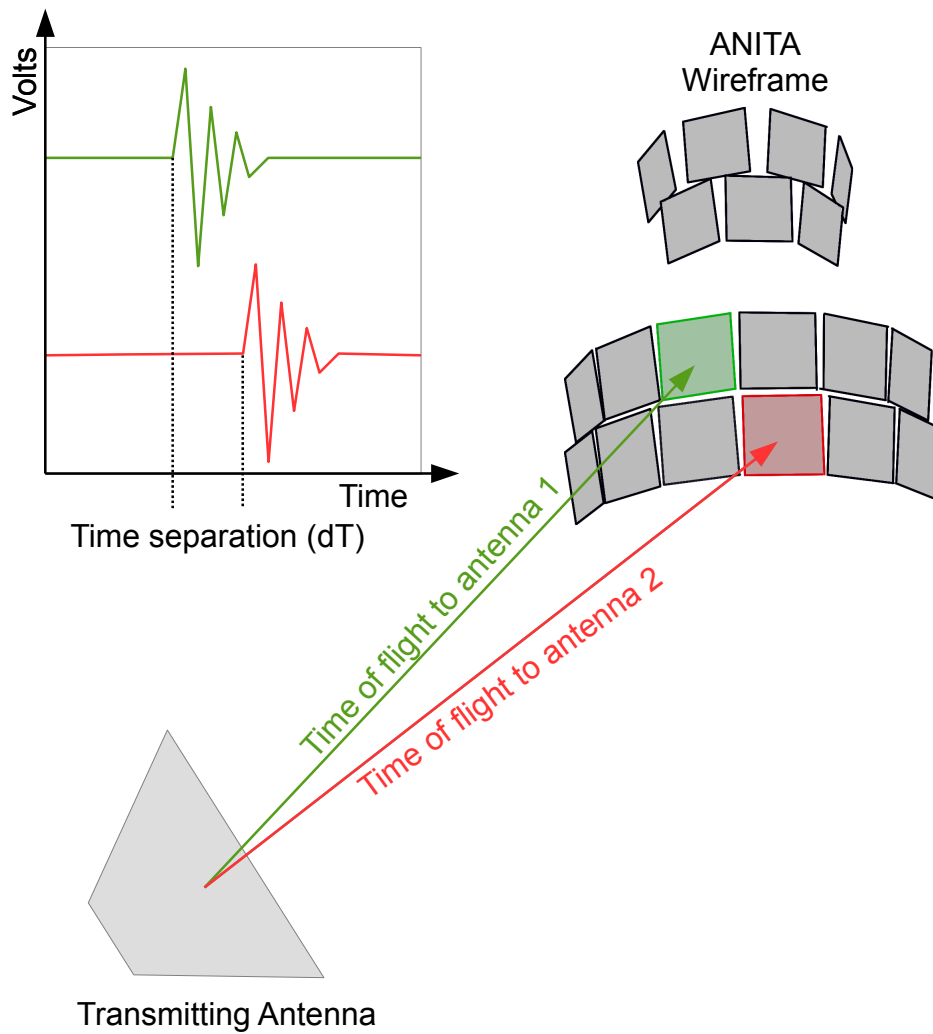 Volts
ANITA
Wireframe
Time
Time separation (dT)
Time of flight to antenna 1
Time of flight to antenna 2
Transmitting Antenna